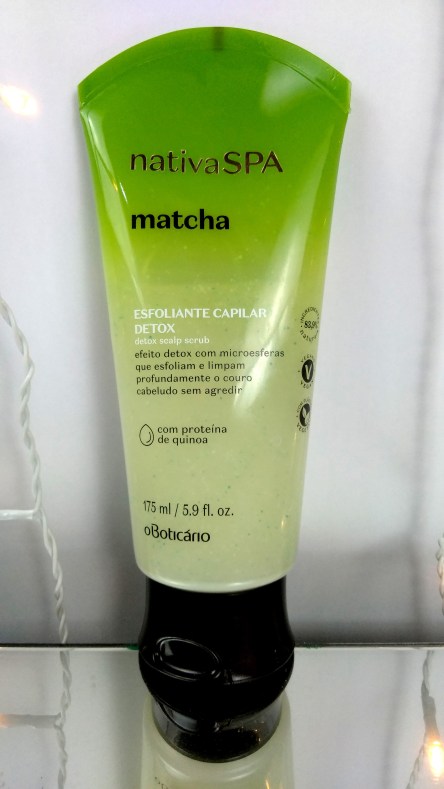 nativaSPA
matcha
ESFOLIANTE CAPILAR
DETOX
detox scalp scrub
efeito detox com microesferas
que esfoliam e limpam
profundamente o couro
cabeludo sem agredir
com proteína
de quinoa
175 ml / 5.9 fl. oz.
oBoticário